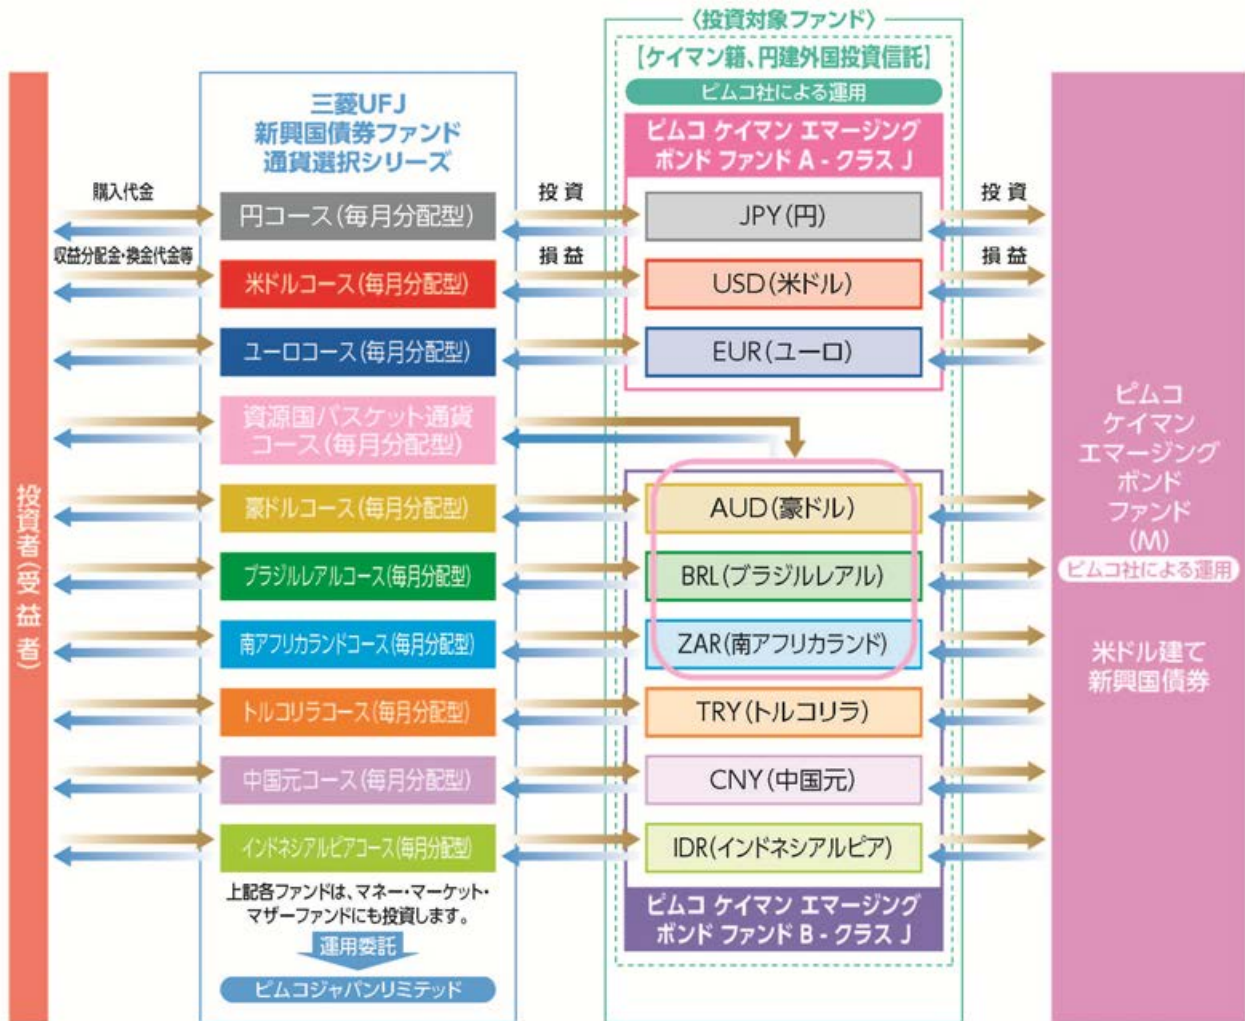 〈投資対象ファンド〉
【ケイマン籍、円建外国投資信託】
ピムコ社による運用
三菱UFJ
新興国債券ファンド
通貨選択シリーズ
ピムコ ケイマン エマージング
ボンド ファンド A - クラス J
購入代金
収益分配金・換金代金等
円コース(毎月分配型)
投 資
損 益
JPY(円)
投 資
損 益
米ドルコース(毎月分配型)
USD(米ドル)
ユーロコース(毎月分配型)
EUR(ユーロ)
資源国バスケット通貨
コース(毎月分配型)
豪ドルコース(毎月分配型)
AUD(豪ドル)
ブラジルレアルコース(毎月分配型)
BRL(ブラジルレアル)
南アフリカランドコース(毎月分配型)
ZAR(南アフリカランド)
トルコリラコース(毎月分配型)
TRY(トルコリラ)
中国元コース(毎月分配型)
CNY(中国元)
インドネシアルピアコース(毎月分配型)
IDR(インドネシアルピア)
上記各ファンドは、マネー・マーケット・
マザーファンドにも投資します。
運用委託
ピムコジャパンリミテッド
ピムコ ケイマン エマージング
ボンド ファンド B - クラス J
投資者(受益者)
ピムコ
ケイマン
エマージング
ボンド
ファンド
(M)
ピムコ社による運用
米ドル建て
新興国債券